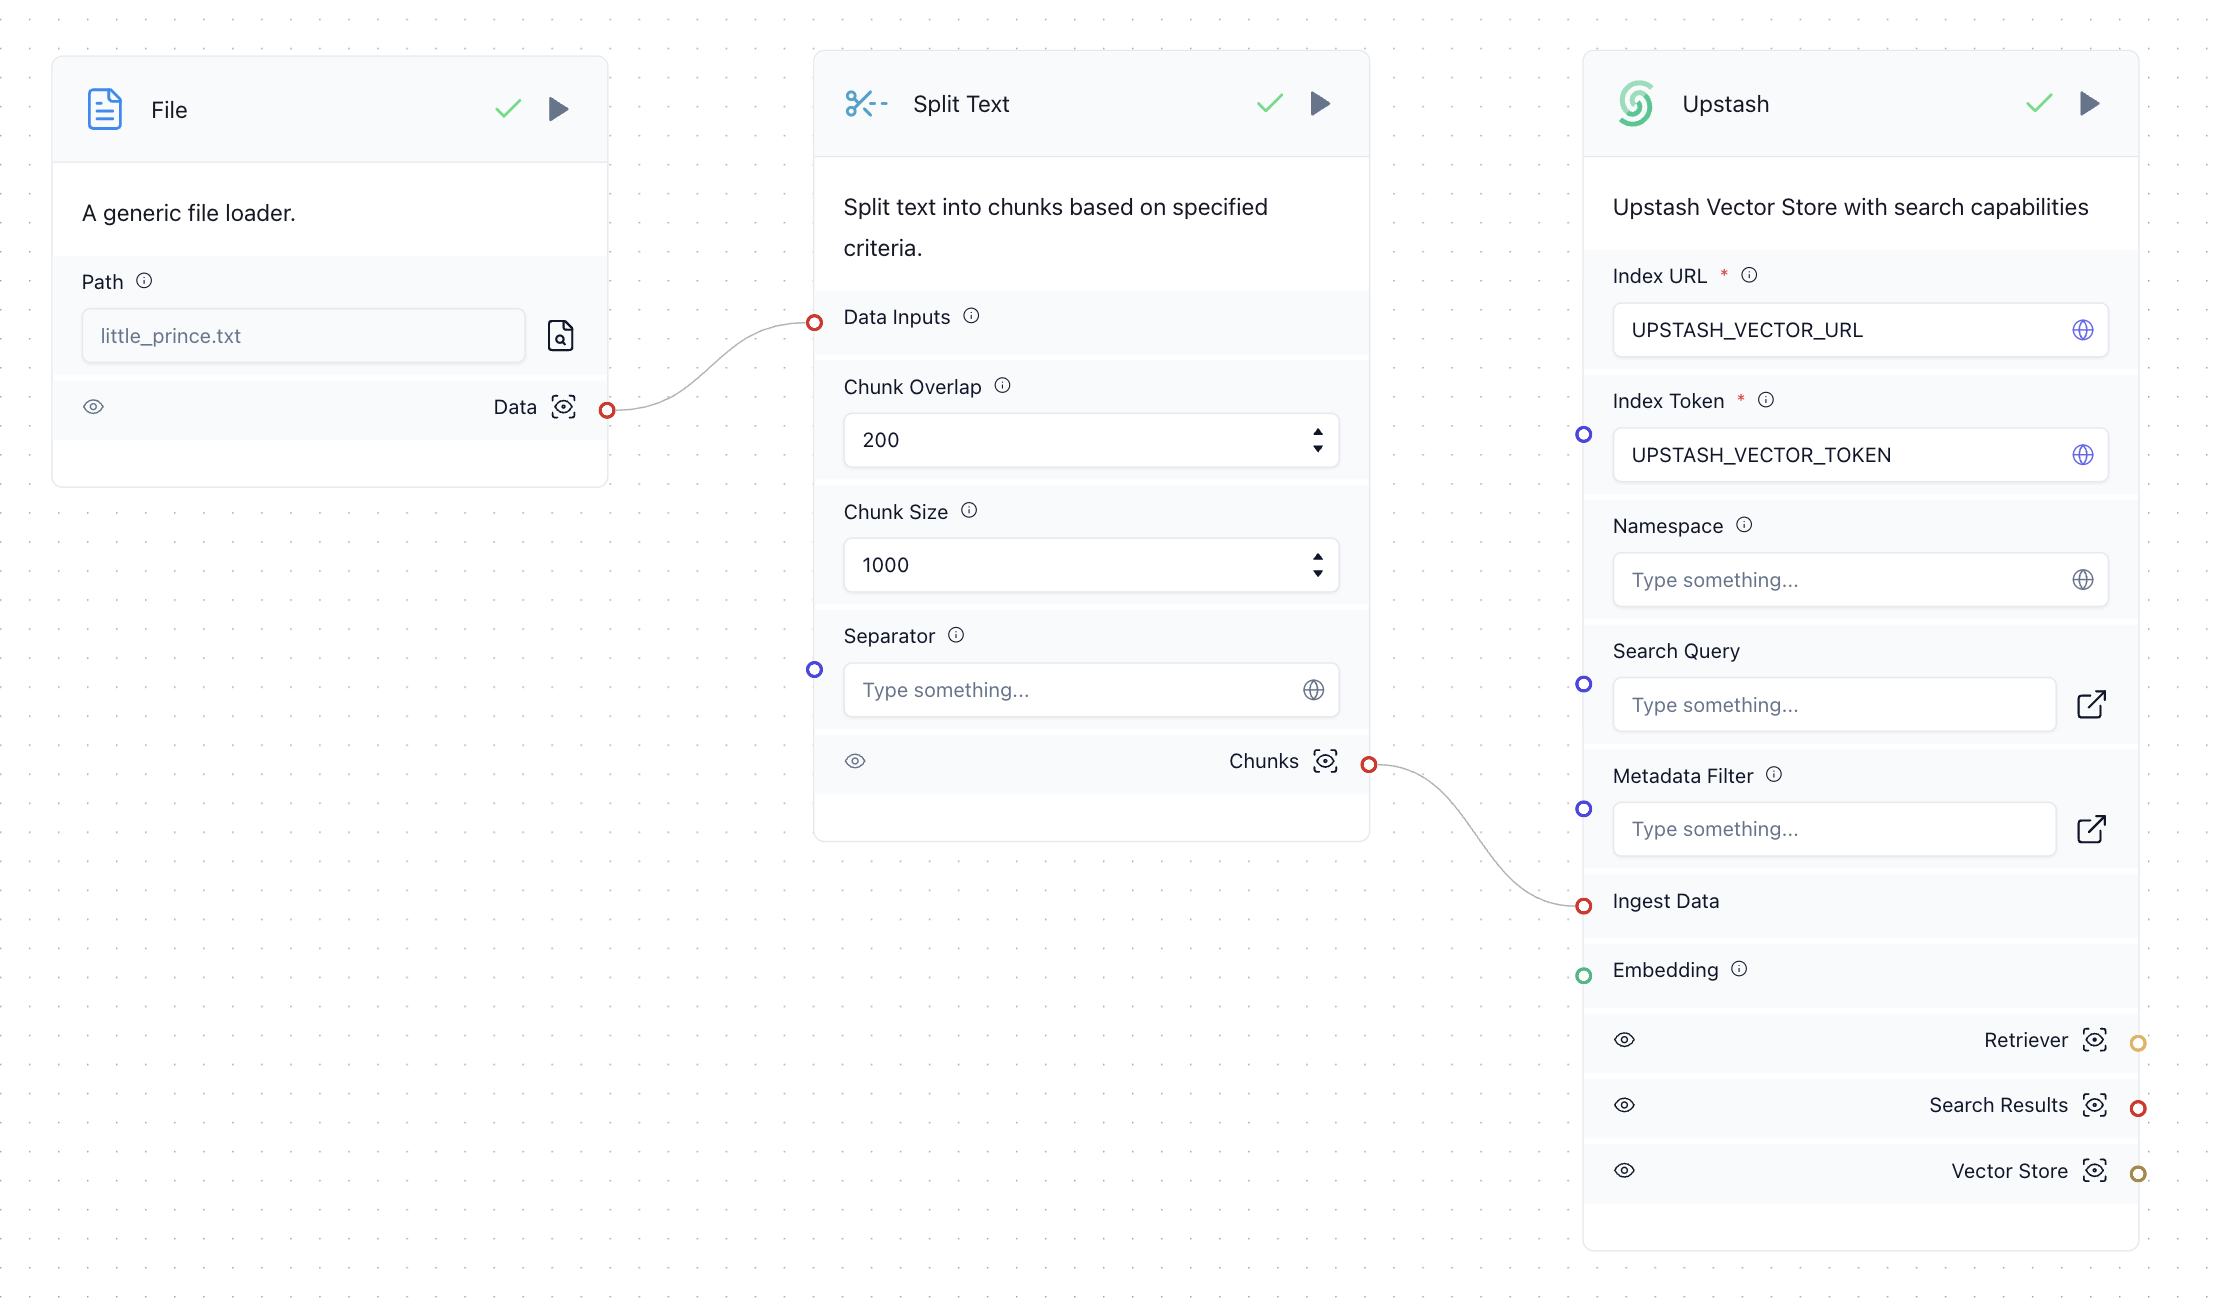 File
A generic file loader.
Path
little_prince.txt
Data
Split Text
Split text into chunks based on specified
criteria.
Data Inputs
Chunk Overlap
200
Chunk Size
1000
Separator
Type something...
Chunks
Upstash
Upstash Vector Store with search capabilities
Index URL *
UPSTASH_VECTOR_URL
Index Token *
UPSTASH_VECTOR_TOKEN
Namespace
Type something...
Search Query
Type something...
Metadata Filter
Type something...
Ingest Data
Embedding
Retriever
Search Results
Vector Store